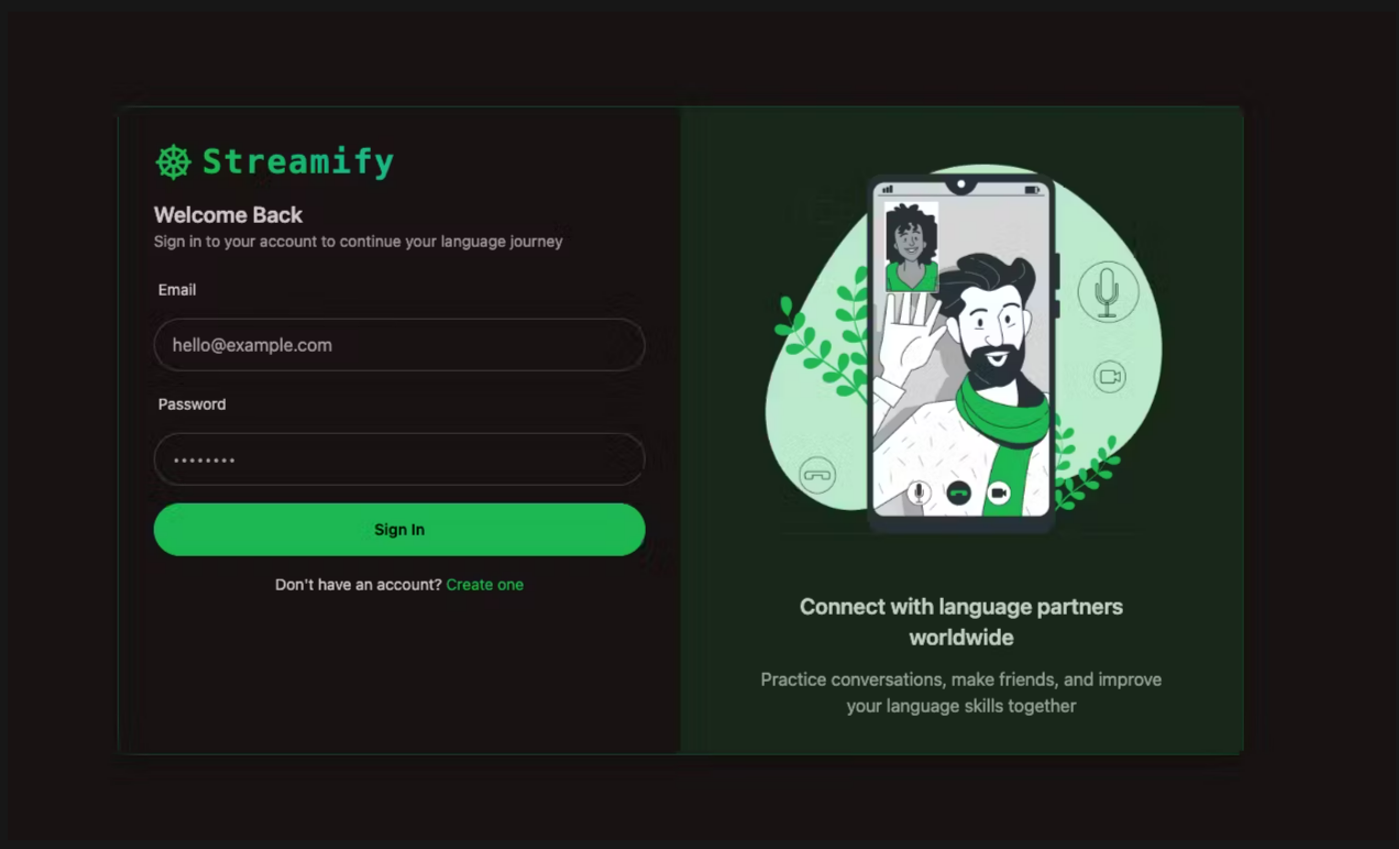 Streamify
Welcome Back
Sign in to your account to continue your language journey
Email
hello@example.com
Password
••••••••
Sign In
Don't have an account? Create one
Connect with language partners
worldwide
Practice conversations, make friends, and improve
your language skills together